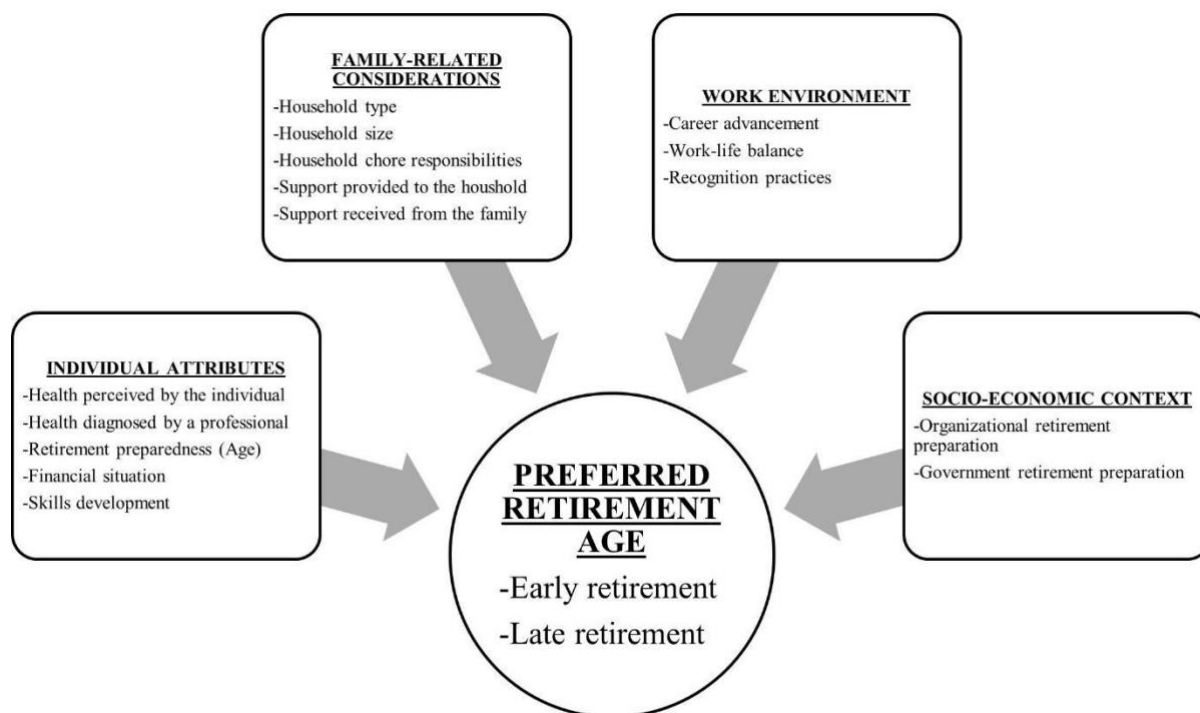 FAMILY-RELATED
CONSIDERATIONS
-Household type
-Household size
-Household chore responsibilities
-Support provided to the houshold
-Support received from the family
WORK ENVIRONMENT
-Career advancement
-Work-life balance
-Recognition practices
INDIVIDUAL ATTRIBUTES
-Health perceived by the individual
-Health diagnosed by a professional
-Retirement preparedness (Age)
-Financial situation
-Skills development
SOCIO-ECONOMIC CONTEXT
-Organizational retirement
preparation
-Government retirement preparation
PREFERRED
RETIREMENT
AGE
-Early retirement
-Late retirement